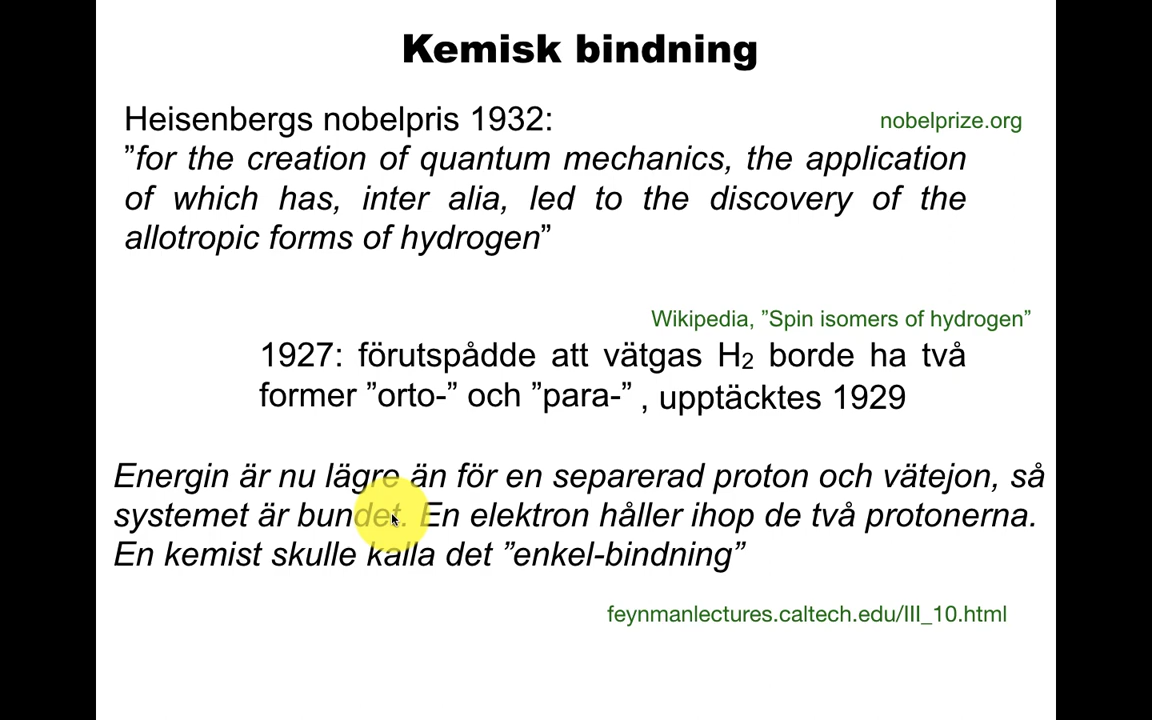 Kemisk bindning
Heisenbergs nobelpris 1932:
nobelprize.org
”for the creation of quantum mechanics, the application
of which has, inter alia, led to the discovery of the
allotropic forms of hydrogen”
Wikipedia, ”Spin isomers of hydrogen”
1927: förutspådde att vätgas H₂ borde ha två
former ”orto-” och ”para-” , upptäcktes 1929
Energin är nu lägre än för en separerad proton och vätejon, så
systemet är bundet. En elektron håller ihop de två protonerna.
En kemist skulle kalla det ”enkel-bindning”
feynmanlectures.caltech.edu/III_10.html